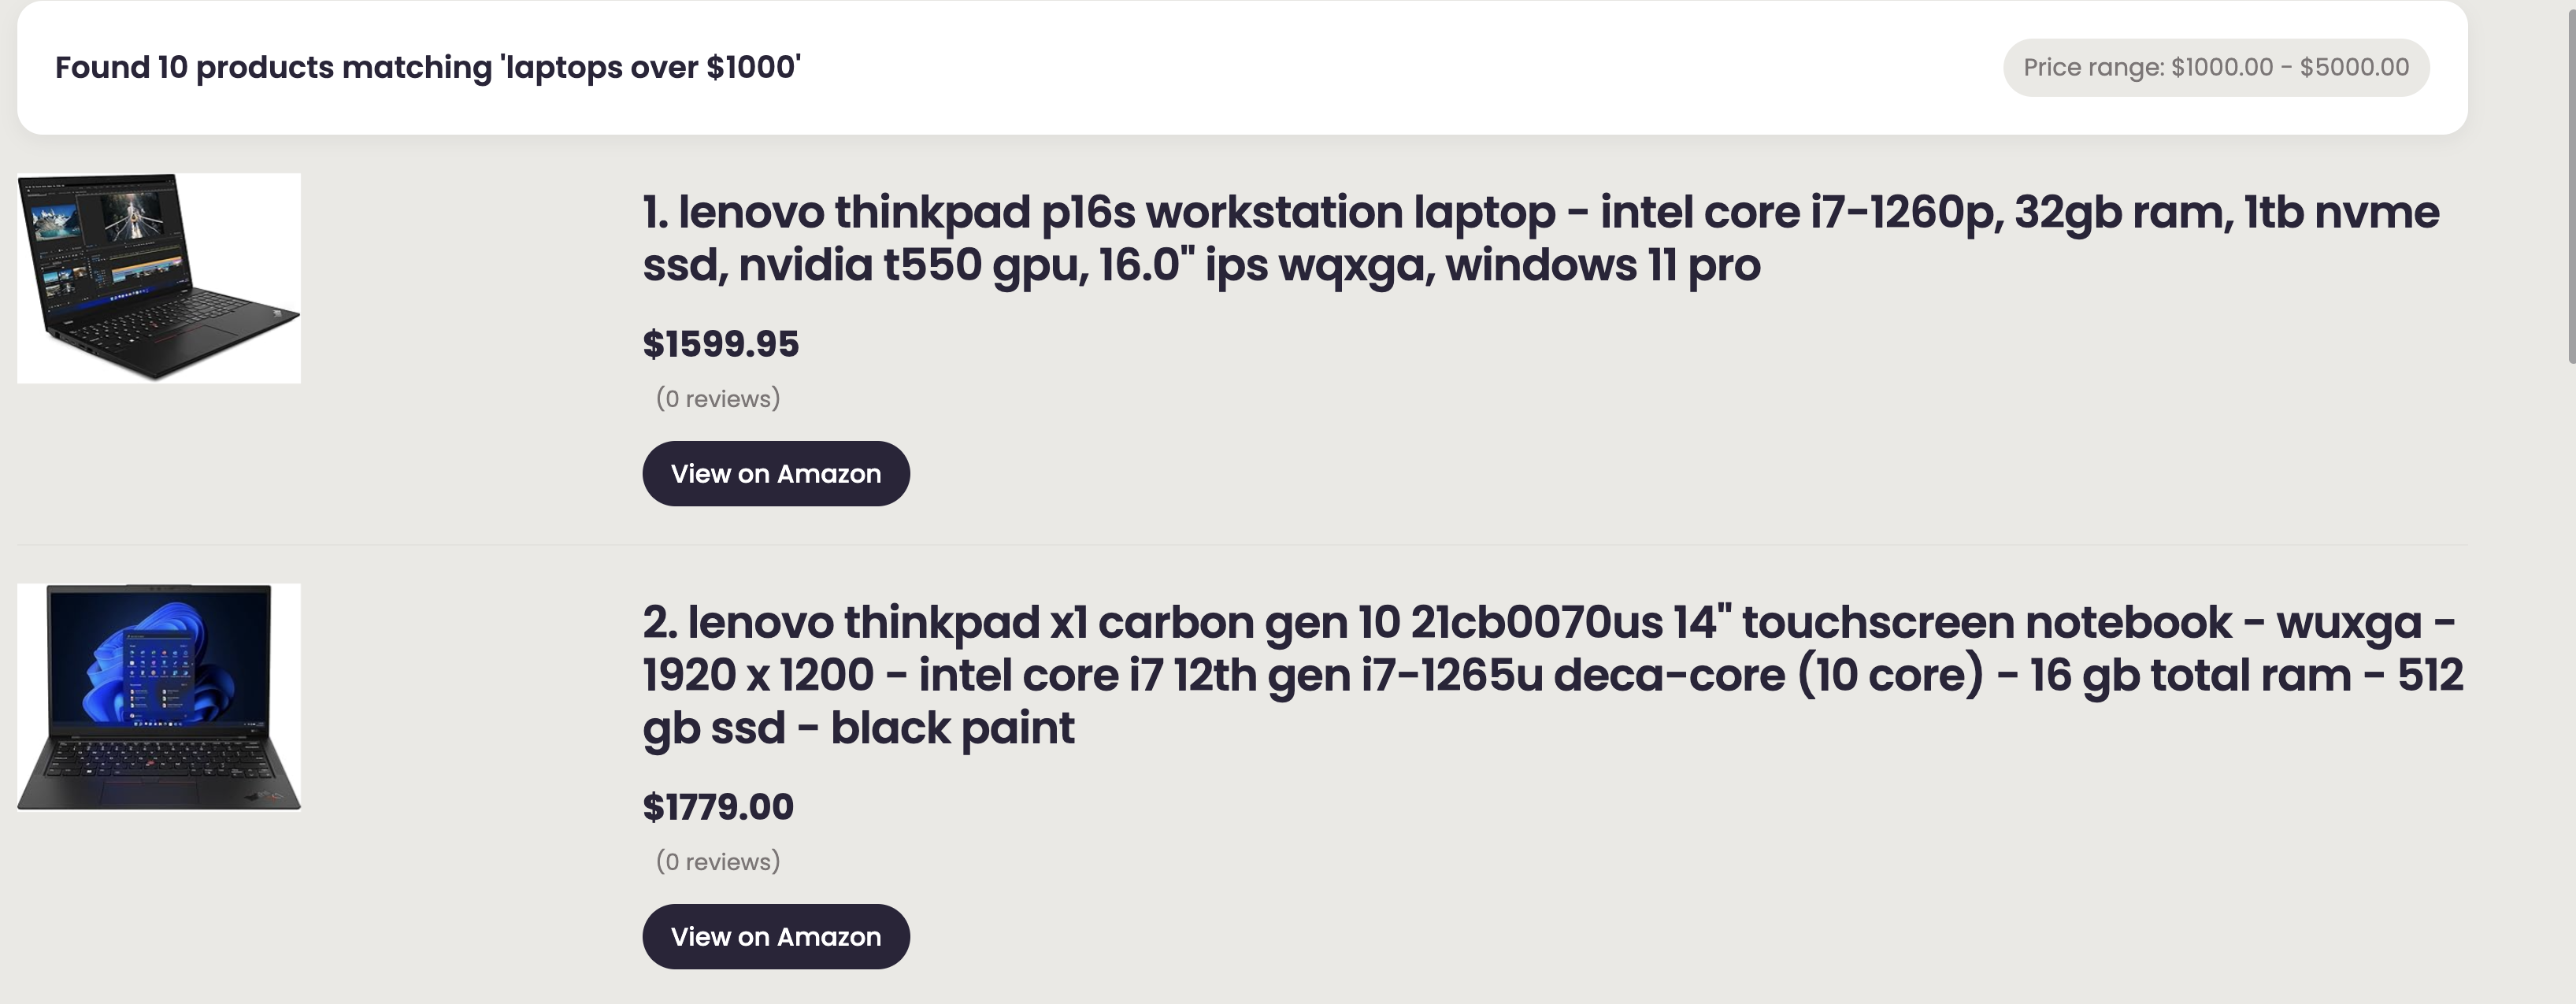 Found 10 products matching 'laptops over $1000'
Price range: $1000.00 - $5000.00
1. lenovo thinkpad p16s workstation laptop - intel core i7-1260p, 32gb ram, 1tb nvme
ssd, nvidia t550 gpu, 16.0" ips wqxga, windows 11 pro
$1599.95
(0 reviews)
View on Amazon
2. lenovo thinkpad x1 carbon gen 10 21cb0070us 14" touchscreen notebook - wuxga -
1920 x 1200 - intel core i7 12th gen i7-1265u deca-core (10 core) - 16 gb total ram - 512
gb ssd - black paint
$1779.00
(0 reviews)
View on Amazon